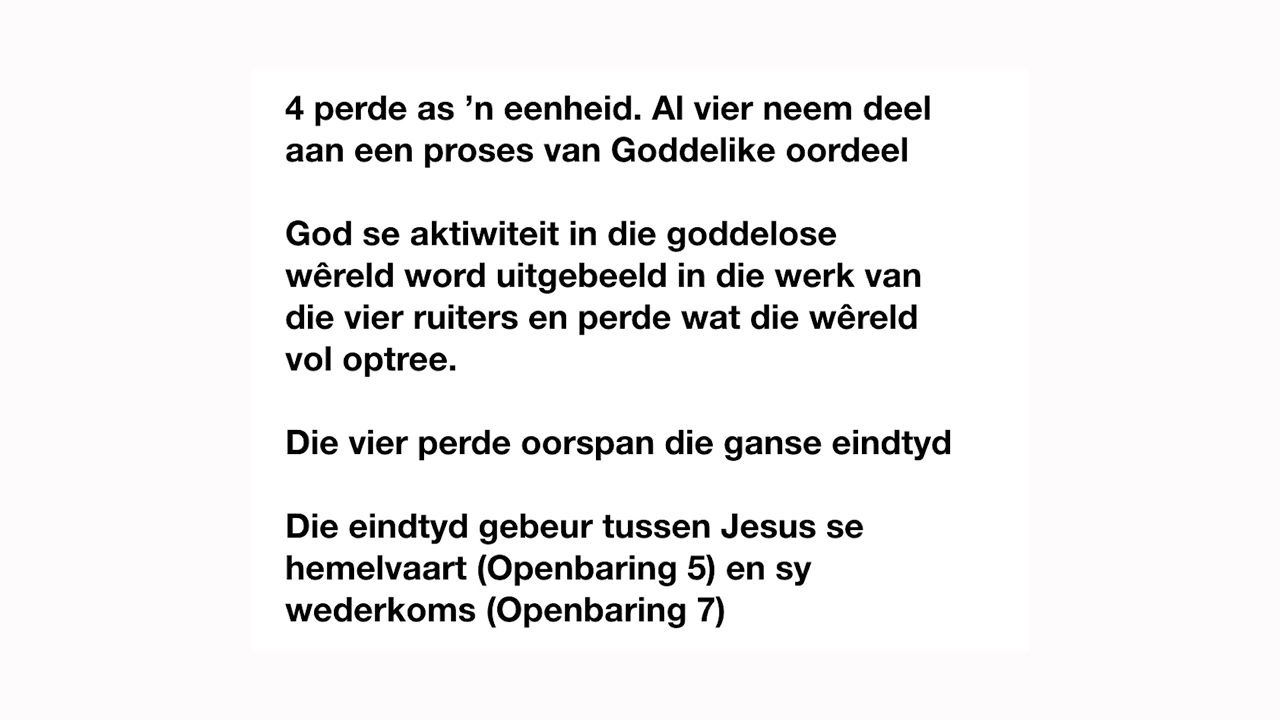 4 perde as ’n eenheid. Al vier neem deel
aan een proses van Goddelike oordeel
God se aktiwiteit in die goddelose
wêreld word uitgebeeld in die werk van
die vier ruiters en perde wat die wêreld
vol optree.
Die vier perde oorspan die ganse eindtyd
Die eindtyd gebeur tussen Jesus se
hemelvaart (Openbaring 5) en sy
wederkoms (Openbaring 7)